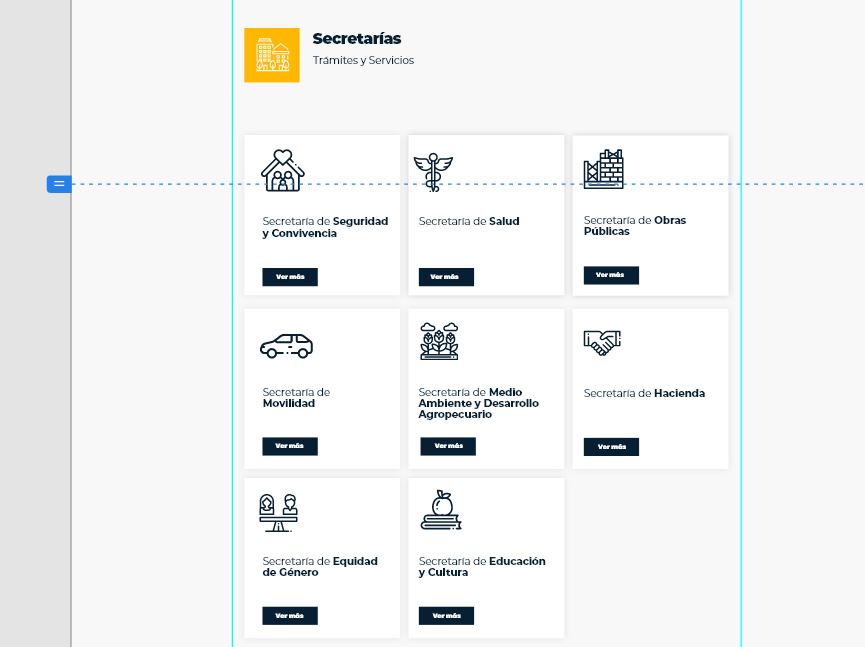 Secretarías
Trámites y Servicios
Secretaría de Seguridad
y Convivencia
Ver más
Secretaría de Salud
Ver más
Secretaría de Obras
Públicas
Ver más
Secretaría de
Movilidad
Ver más
Secretaría de Medio
Ambiente y Desarrollo
Agropecuario
Ver más
Secretaría de Hacienda
Ver más
Secretaría de Equidad
de Género
Ver más
Secretaría de Educación
y Cultura
Ver más